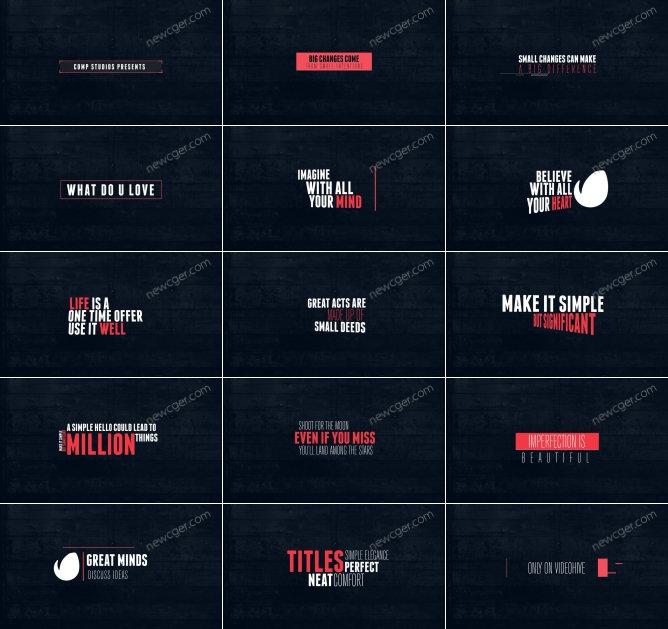 newcger.com
COMP STUDIOS PRESENTS
newcger.com
BIG CHANGES COME
FROM SMALL INTENTIONS
newcger.com
SMALL CHANGES CAN MAKE
A BIG DIFFERENCE
newcger.com
WHAT DO U LOVE
newcger.com
IMAGINE
WITH ALL
YOUR MIND
newcger.com
BELIEVE
WITH ALL
YOUR HEART
newcger.com
LIFE IS A
ONE TIME OFFER
USE IT WELL
newcger.com
GREAT ACTS ARE
MADE UP OF
SMALL DEEDS
newcger.com
MAKE IT SIMPLE
BUT SIGNIFICANT
newcger.com
A SIMPLE HELLO COULD LEAD TO
MILLION THINGS
newcger.com
SHOOT FOR THE MOON
EVEN IF YOU MISS
YOU'LL LAND AMONG THE STARS
newcger.com
IMPERFECTION IS
BEAUTIFUL
newcger.com
GREAT MINDS
DISCUSS IDEAS
newcger.com
TITLES SIMPLE ELEGANCE
PERFECT
NEAT COMFORT
newcger.com
ONLY ON VIDEOHIVE